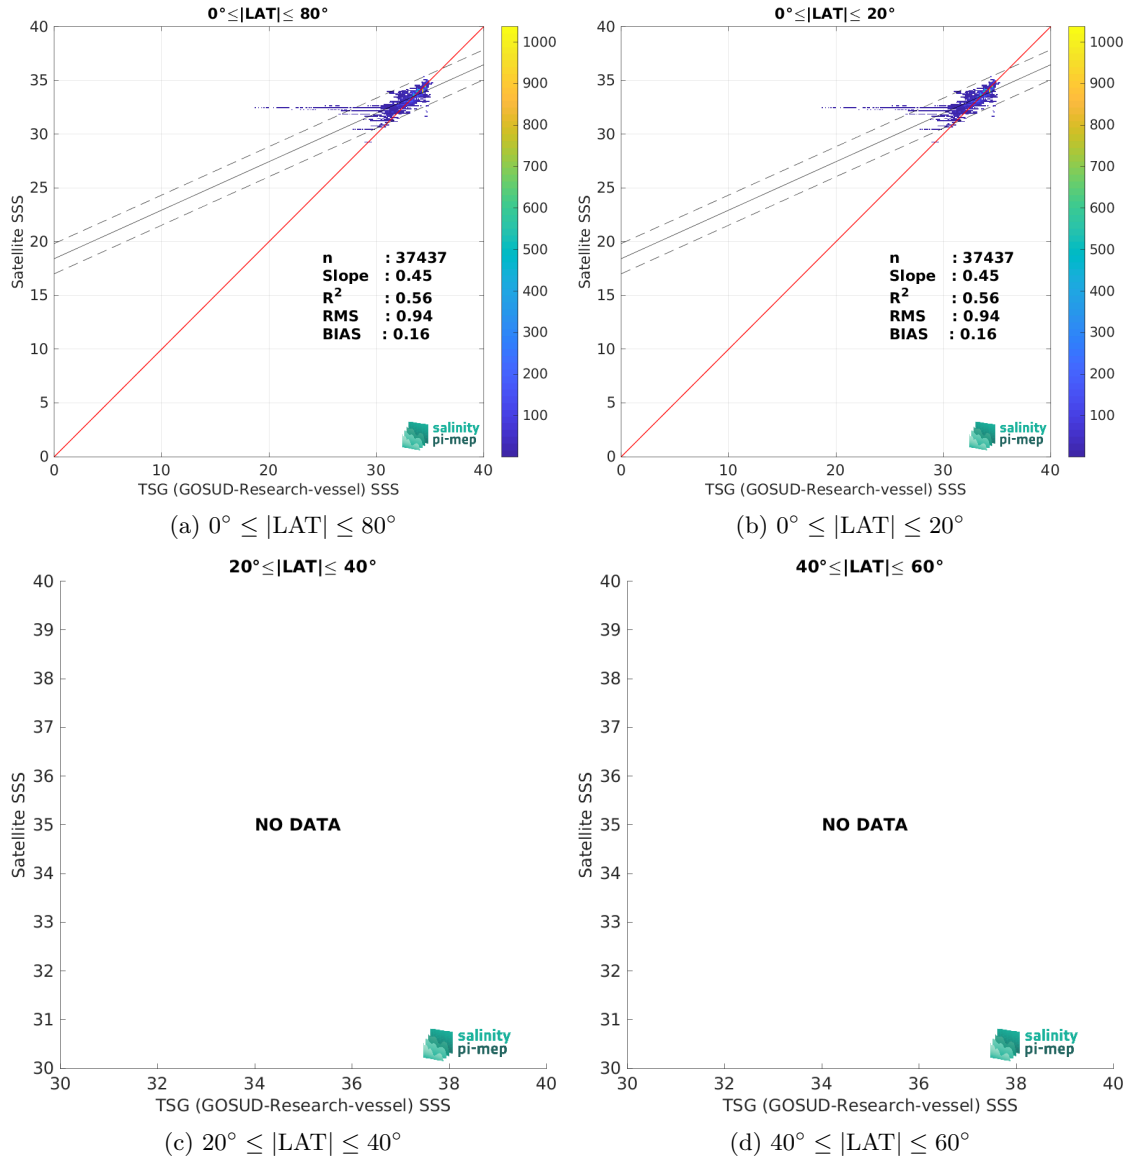 0°≤|LAT|≤ 80°
40
35
30
25
20
15
10
5
0
Satellite SSS
0
10
20
30
40
TSG (GOSUD-Research-vessel) SSS
n : 37437
Slope : 0.45
R² : 0.56
RMS : 0.94
BIAS : 0.16
salinity
pi-mep
1000
900
800
700
600
500
400
300
200
100
(a) 0° ≤ |LAT| ≤ 80°
0°≤|LAT|≤ 20°
40
35
30
25
20
15
10
5
0
Satellite SSS
0
10
20
30
40
TSG (GOSUD-Research-vessel) SSS
n : 37437
Slope : 0.45
R² : 0.56
RMS : 0.94
BIAS : 0.16
salinity
pi-mep
1000
900
800
700
600
500
400
300
200
100
(b) 0° ≤ |LAT| ≤ 20°
20°≤|LAT|≤ 40°
40
39
38
37
36
35
34
33
32
31
30
Satellite SSS
NO DATA
salinity
pi-mep
30
32
34
36
38
40
TSG (GOSUD-Research-vessel) SSS
(c) 20° ≤ |LAT| ≤ 40°
40°≤|LAT|≤ 60°
40
39
38
37
36
35
34
33
32
31
30
Satellite SSS
NO DATA
salinity
pi-mep
30
32
34
36
38
40
TSG (GOSUD-Research-vessel) SSS
(d) 40° ≤ |LAT| ≤ 60°